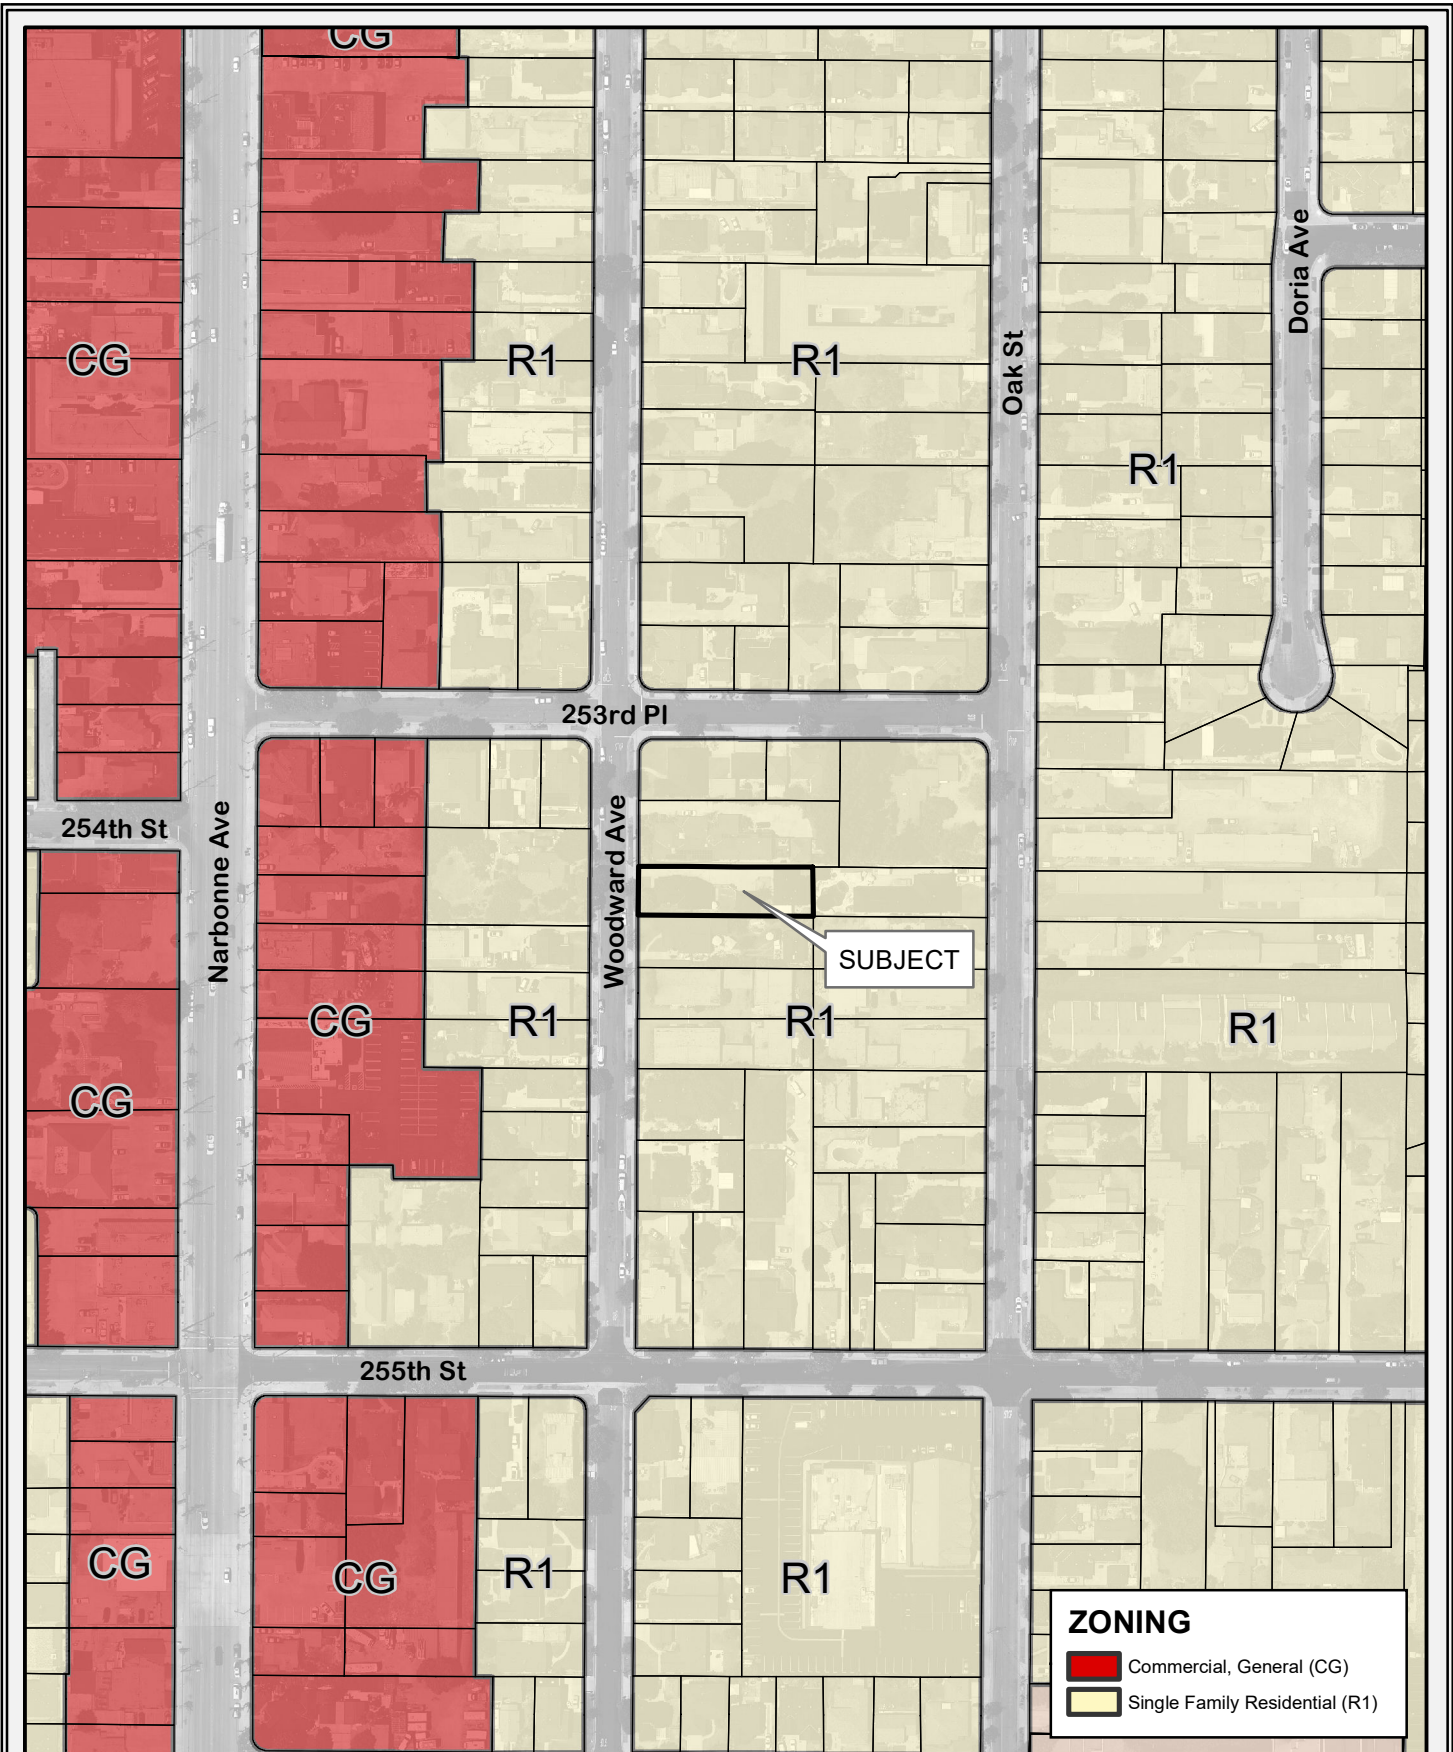 CG
CG
R1
R1
Oak St
Doria Ave
R1
253rd Pl
254th St
Narbonne Ave
Woodward Ave
SUBJECT
CG
R1
R1
R1
CG
255th St
CG
CG
R1
R1
ZONING
Commercial, General (CG)
Single Family Residential (R1)